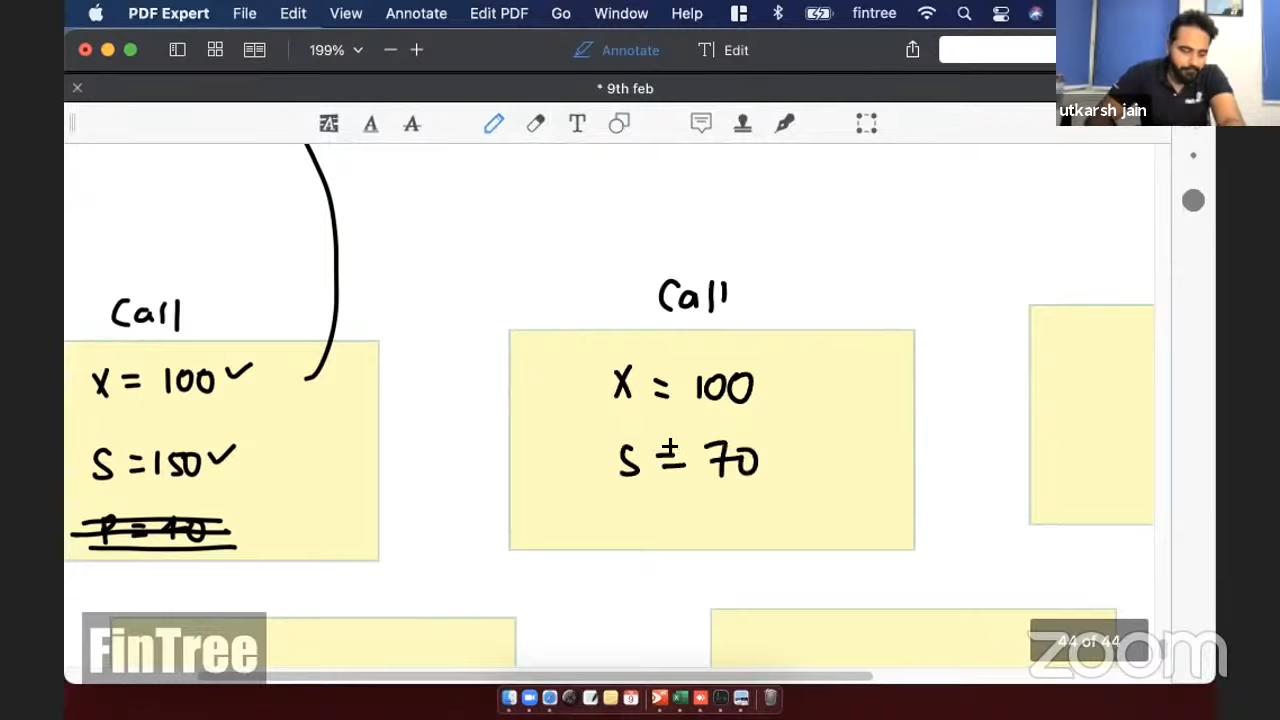 PDF Expert File Edit View Annotate Edit PDF Go Window Help fintree
199% Annotate T Edit
utkarsh jain
* 9th feb
A A A T
Call
X = 100 ✓
S = 150 ✓
P = 40
Call
X = 100
S = 70
FinTree
44 of 44
zoom